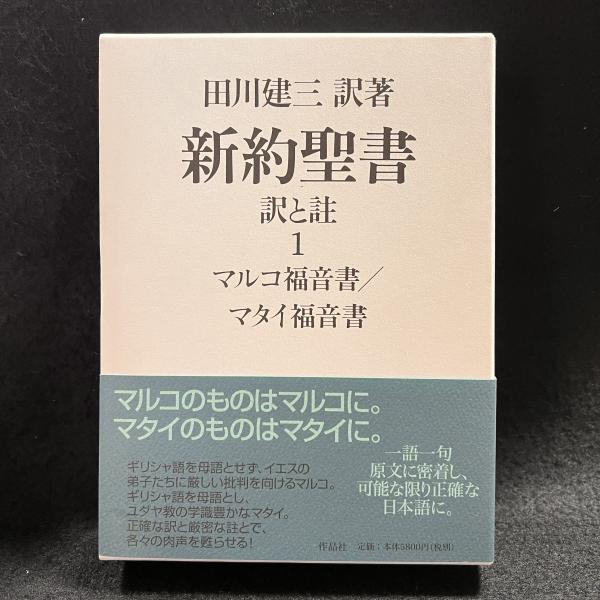 田川建三 訳著
新約聖書
訳と註
1
マルコ福音書／
マタイ福音書
マルコのものはマルコに。
マタイのものはマタイに。
ギリシャ語を母語とせず、イエスの
弟子たちに厳しい批判を向けるマルコ。
ギリシャ語を母語とし、
ユダヤ教の学識豊かなマタイ。
正確な訳と厳密な註とで、
各々の肉声を甦らせる！
一語一句
原文に密着し、
可能な限り正確な
日本語に。
作品社 定価：本体5800円（税別）